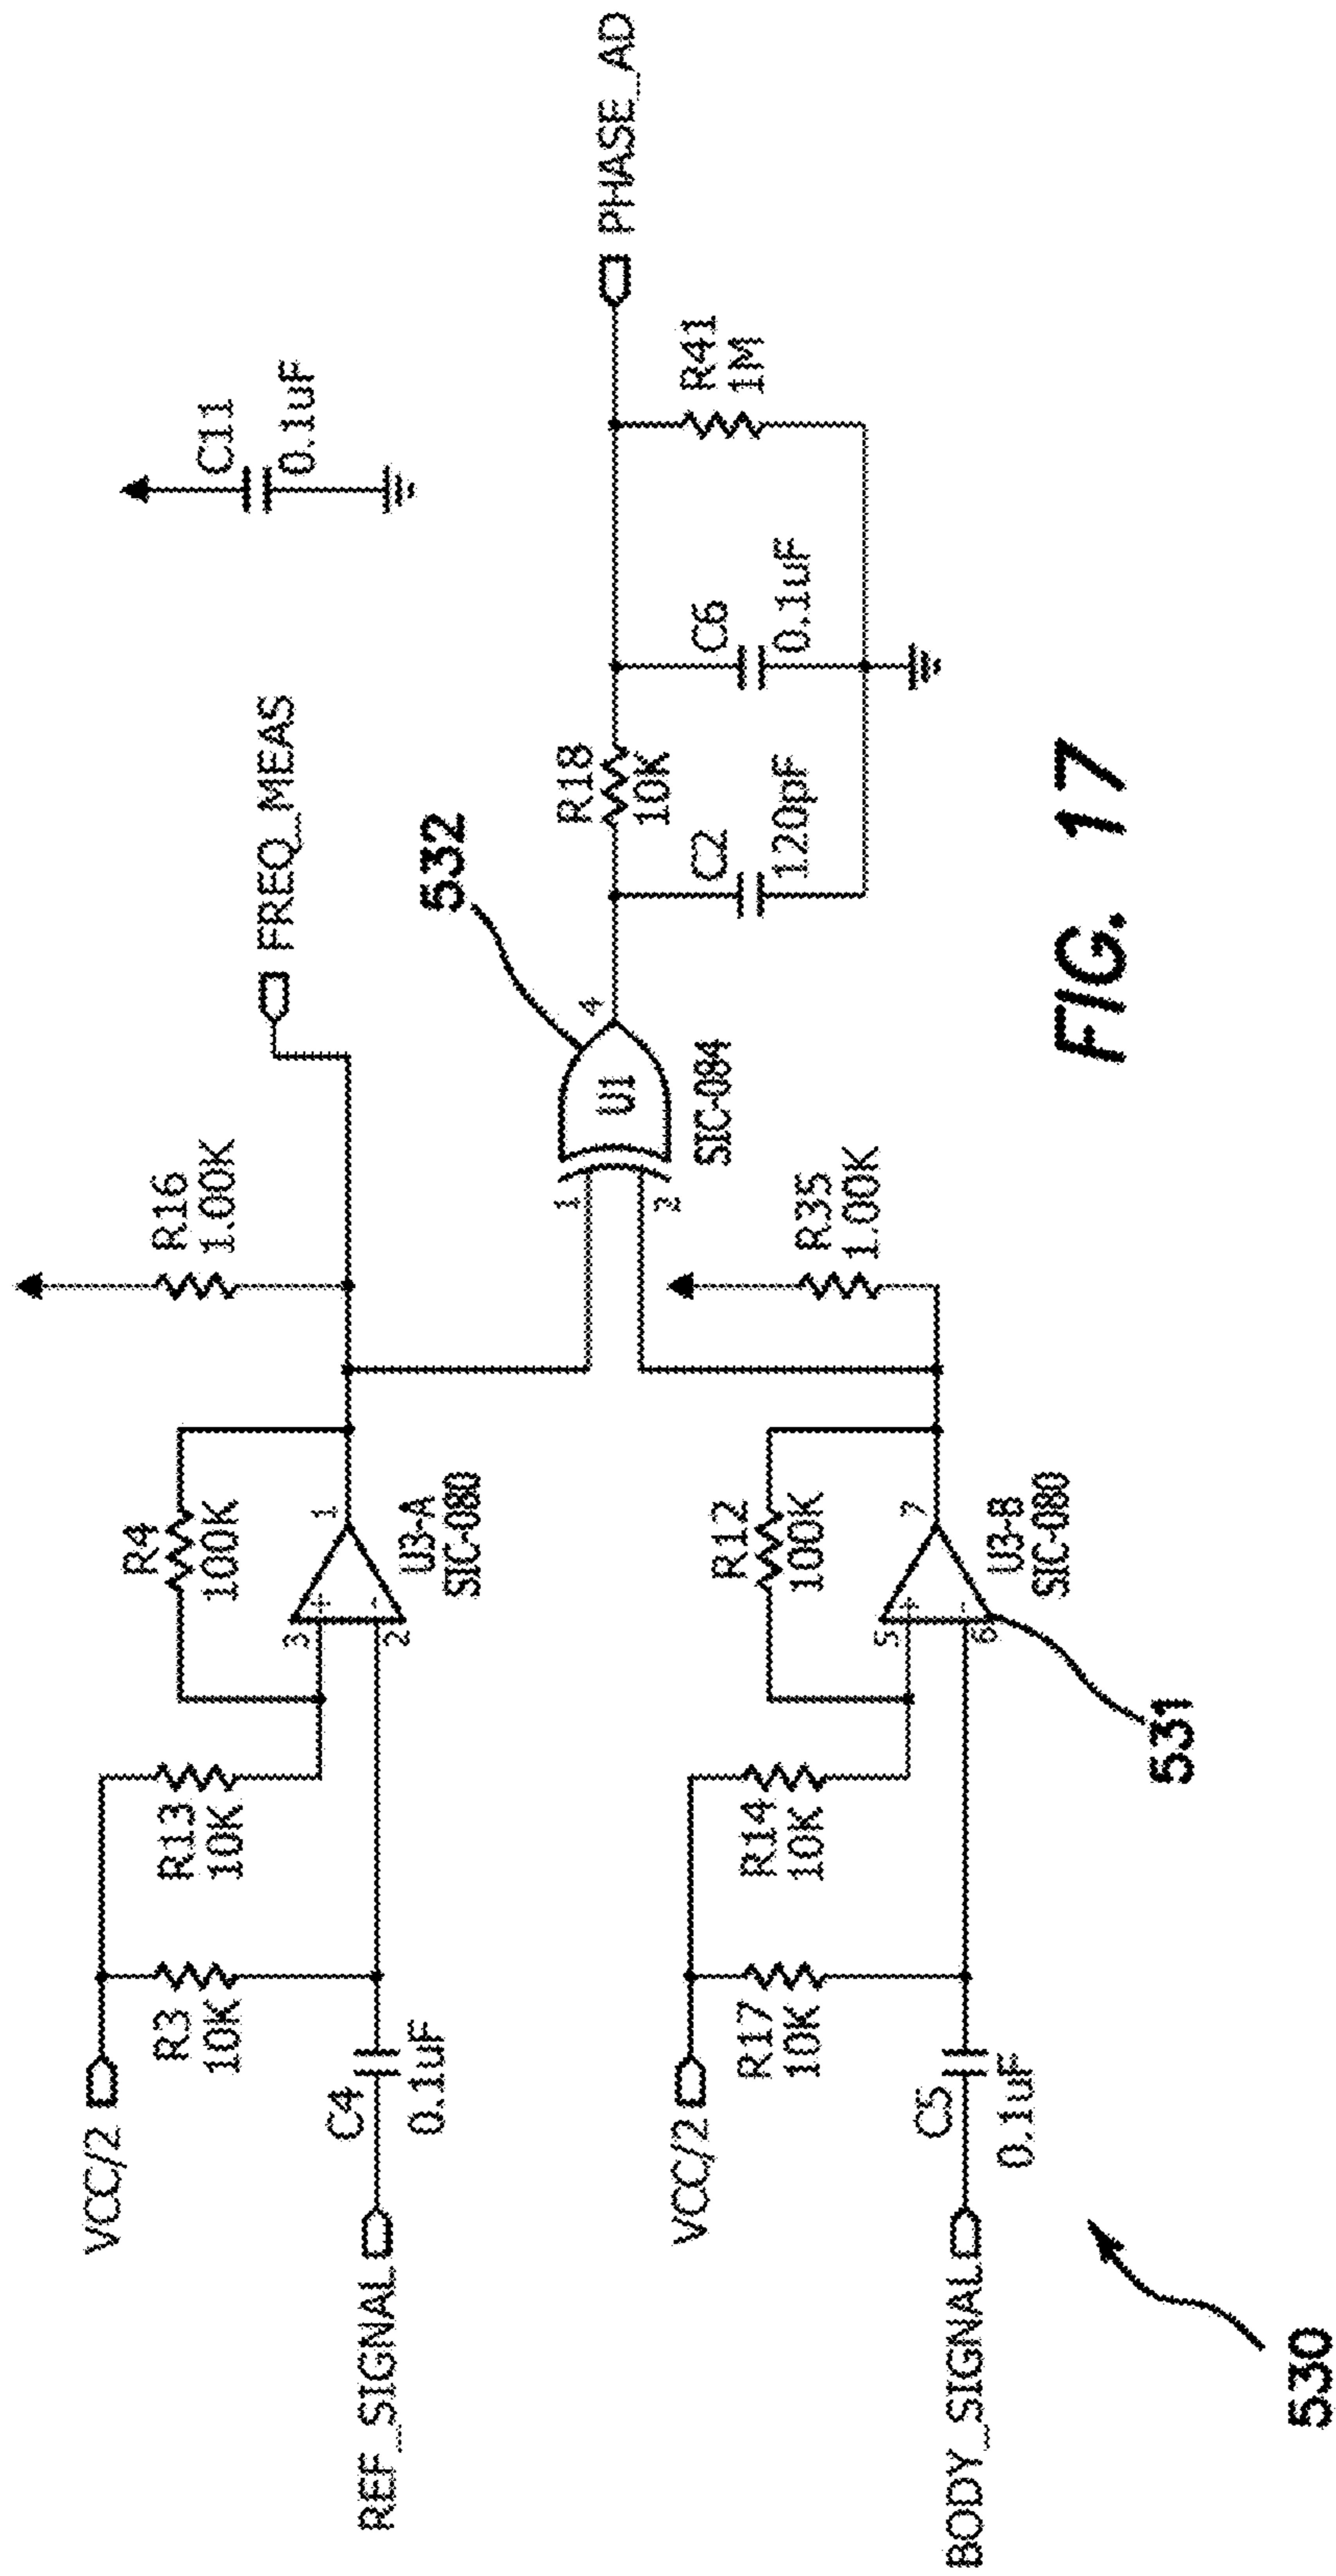 VCC/2
R3
10K
R13
10K
R4
100K
R16
1.00K
FREQ_MEAS
C11
0.1uF
REF_SIGNAL
C4
0.1uF
3
+
2
-
1
U3-A
SIC-080
532
1
2
U1
4
SIC-084
R18
10K
C2
120pF
C6
0.1uF
R41
1M
PHASE_AD
VCC/2
R17
10K
R14
10K
R12
100K
R35
1.00K
BODY_SIGNAL
C5
0.1uF
5
+
6
-
7
U3-B
SIC-080
531
530
FIG. 17